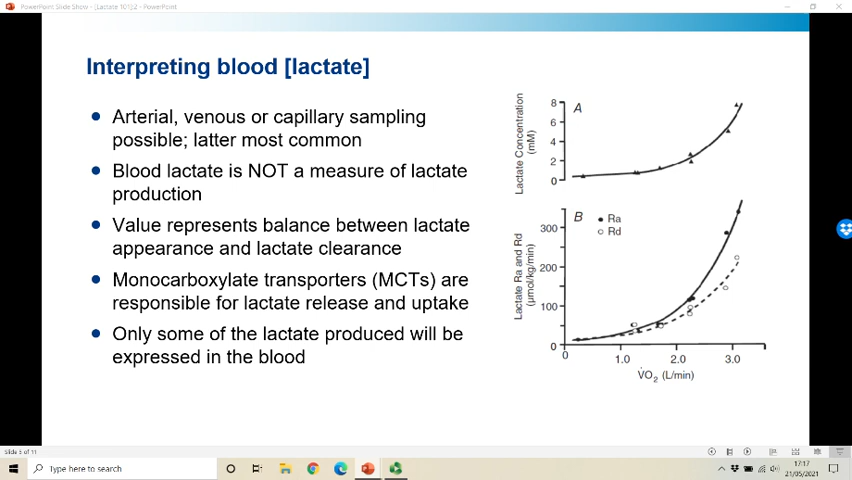 PowerPoint Slide Show - [Lactate 101]:2 - PowerPoint
Interpreting blood [lactate]
• Arterial, venous or capillary sampling
possible; latter most common
• Blood lactate is NOT a measure of lactate
production
• Value represents balance between lactate
appearance and lactate clearance
• Monocarboxylate transporters (MCTs) are
responsible for lactate release and uptake
• Only some of the lactate produced will be
expressed in the blood
Lactate Concentration
(mM)
A
8
6
4
2
0
Lactate Ra and Rd
(μmol/kg/min)
B
Ra
Rd
300
200
100
0
0
1.0
2.0
3.0
V̇O2 (L/min)
Slide 3 of 11
Type here to search
17:17
21/05/2021